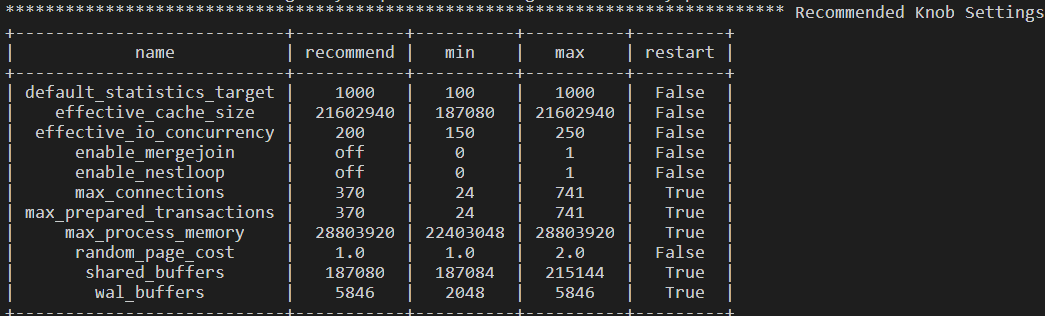 ****************************************************************************** Recommended Knob Settings
+---------------------------+-----------+----------+----------+---------+
| name | recommend | min | max | restart |
+---------------------------+-----------+----------+----------+---------+
| default_statistics_target | 1000 | 100 | 1000 | False |
| effective_cache_size | 21602940 | 187080 | 21602940 | False |
| effective_io_concurrency | 200 | 150 | 250 | False |
| enable_mergejoin | off | 0 | 1 | False |
| enable_nestloop | off | 0 | 1 | False |
| max_connections | 370 | 24 | 741 | True |
| max_prepared_transactions | 370 | 24 | 741 | True |
| max_process_memory | 28803920 | 22403048 | 28803920 | True |
| random_page_cost | 1.0 | 1.0 | 2.0 | False |
| shared_buffers | 187080 | 187084 | 215144 | True |
| wal_buffers | 5846 | 2048 | 5846 | True |
+---------------------------+-----------+----------+----------+---------+